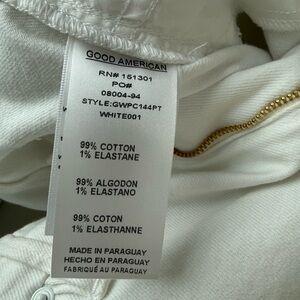 GOOD AMERICAN
RN# 151301
PO#
08004-94
STYLE:GWPC144PT
WHITE001
99% COTTON
1% ELASTANE
99% ALGODON
1% ELASTANO
99% COTON
1% ELASTHANNE
MADE IN PARAGUAY
HECHO EN PARAGUAY
FABRIQUÉ AU PARAGUAY